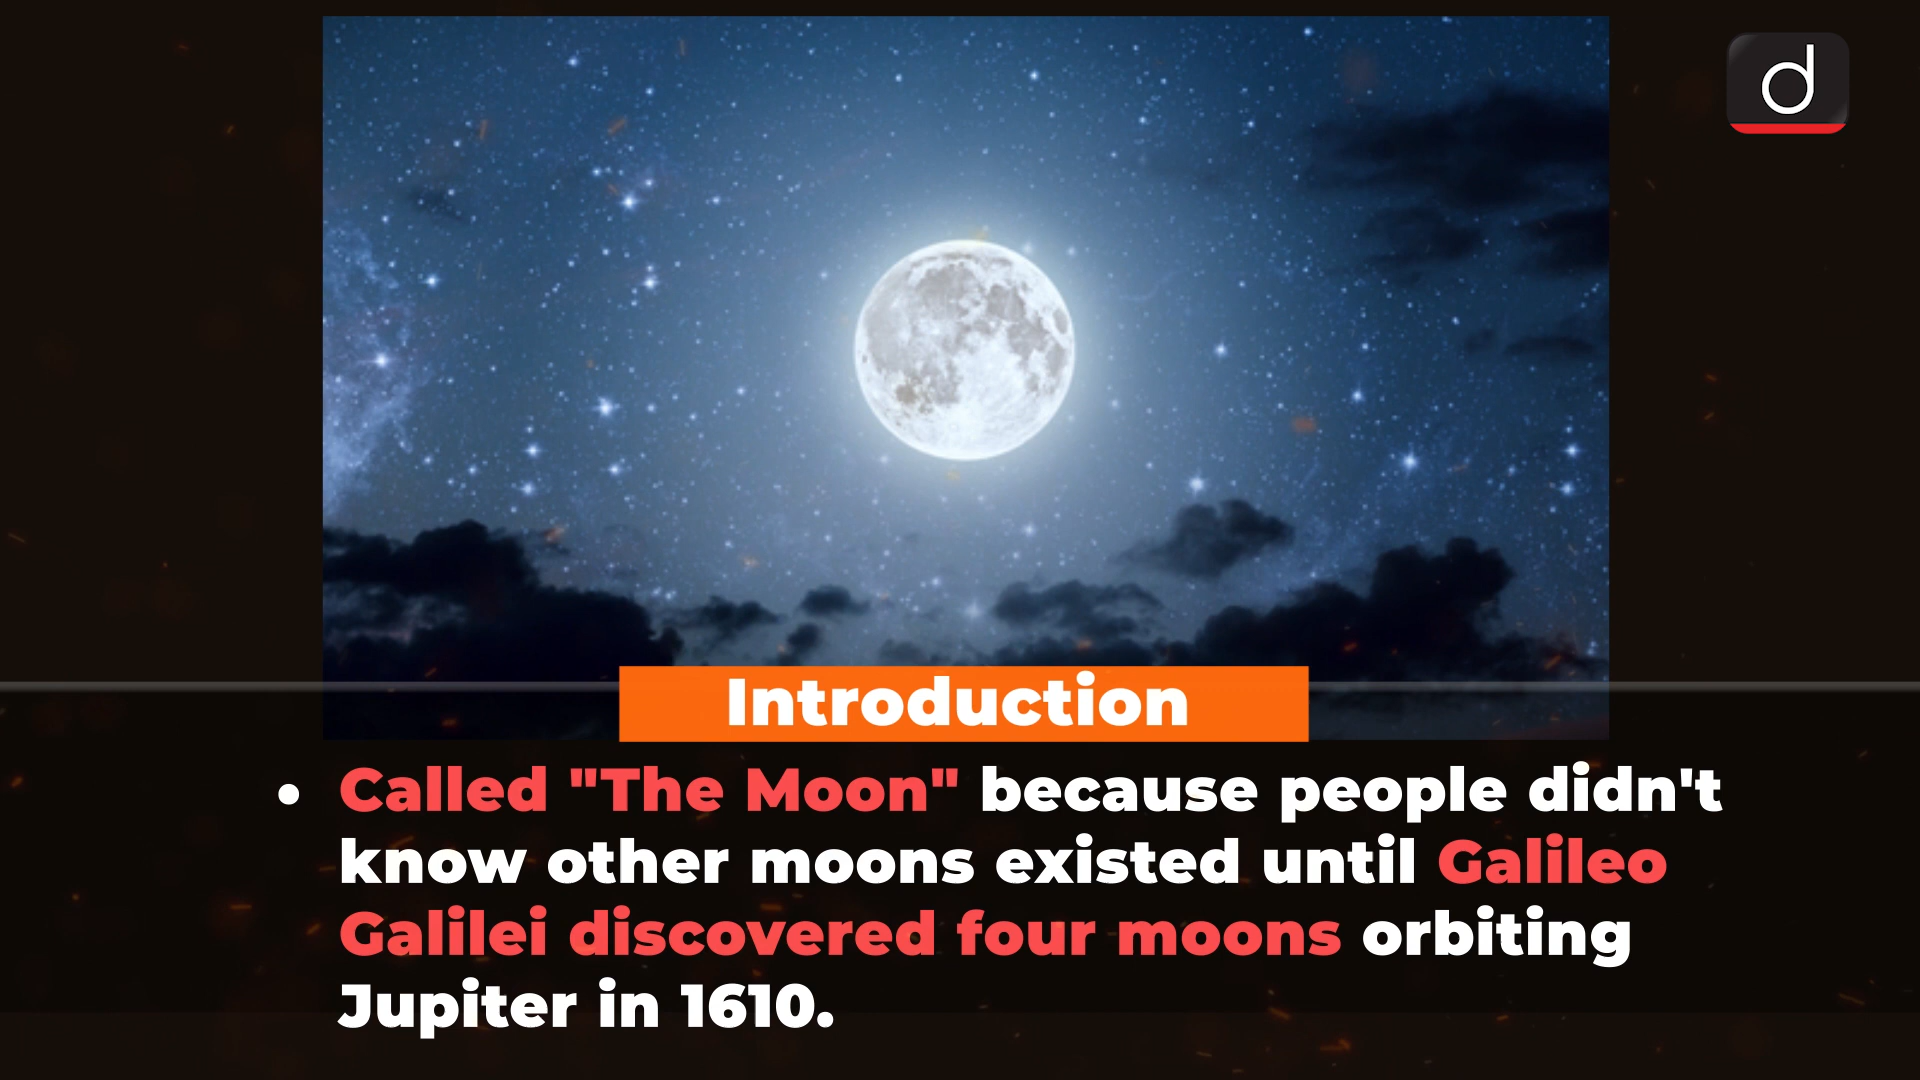 d
Introduction
• Called "The Moon" because people didn't
know other moons existed until Galileo
Galilei discovered four moons orbiting
Jupiter in 1610.